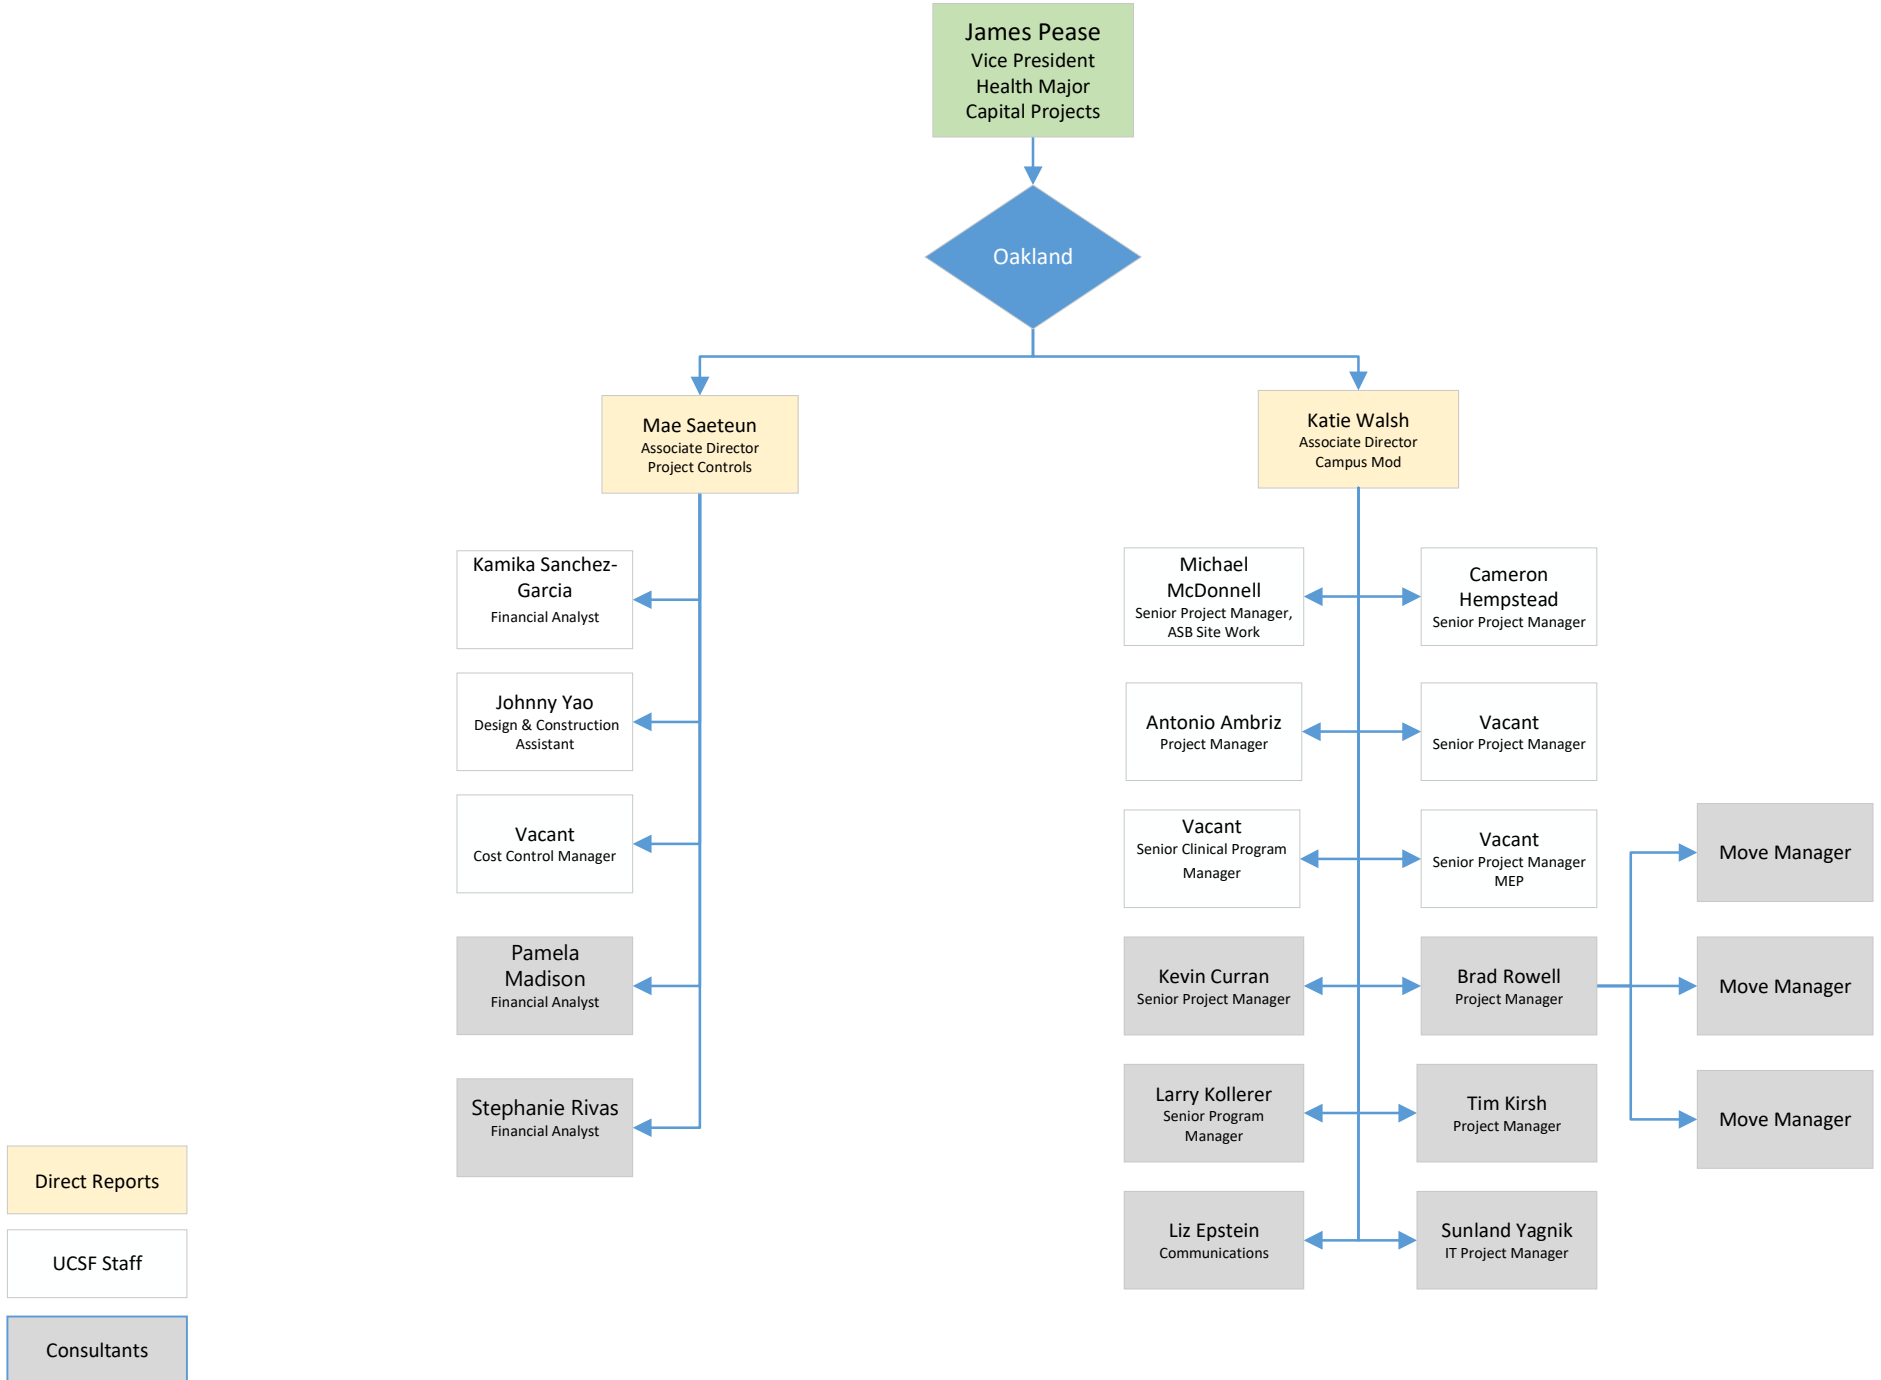 James Pease
Vice President
Health Major
Capital Projects
Oakland
Mae Saeteun
Associate Director
Project Controls
Katie Walsh
Associate Director
Campus Mod
Kamika Sanchez-
Garcia
Financial Analyst
Johnny Yao
Design & Construction
Assistant
Vacant
Cost Control Manager
Pamela
Madison
Financial Analyst
Stephanie Rivas
Financial Analyst
Michael
McDonnell
Senior Project Manager,
ASB Site Work
Cameron
Hempstead
Senior Project Manager
Antonio Ambriz
Project Manager
Vacant
Senior Project Manager
Vacant
Senior Clinical Program
Manager
Vacant
Senior Project Manager
MEP
Kevin Curran
Senior Project Manager
Brad Rowell
Project Manager
Larry Kollerer
Senior Program
Manager
Tim Kirsh
Project Manager
Liz Epstein
Communications
Sunland Yagnik
IT Project Manager
Move Manager
Move Manager
Move Manager
Direct Reports
UCSF Staff
Consultants